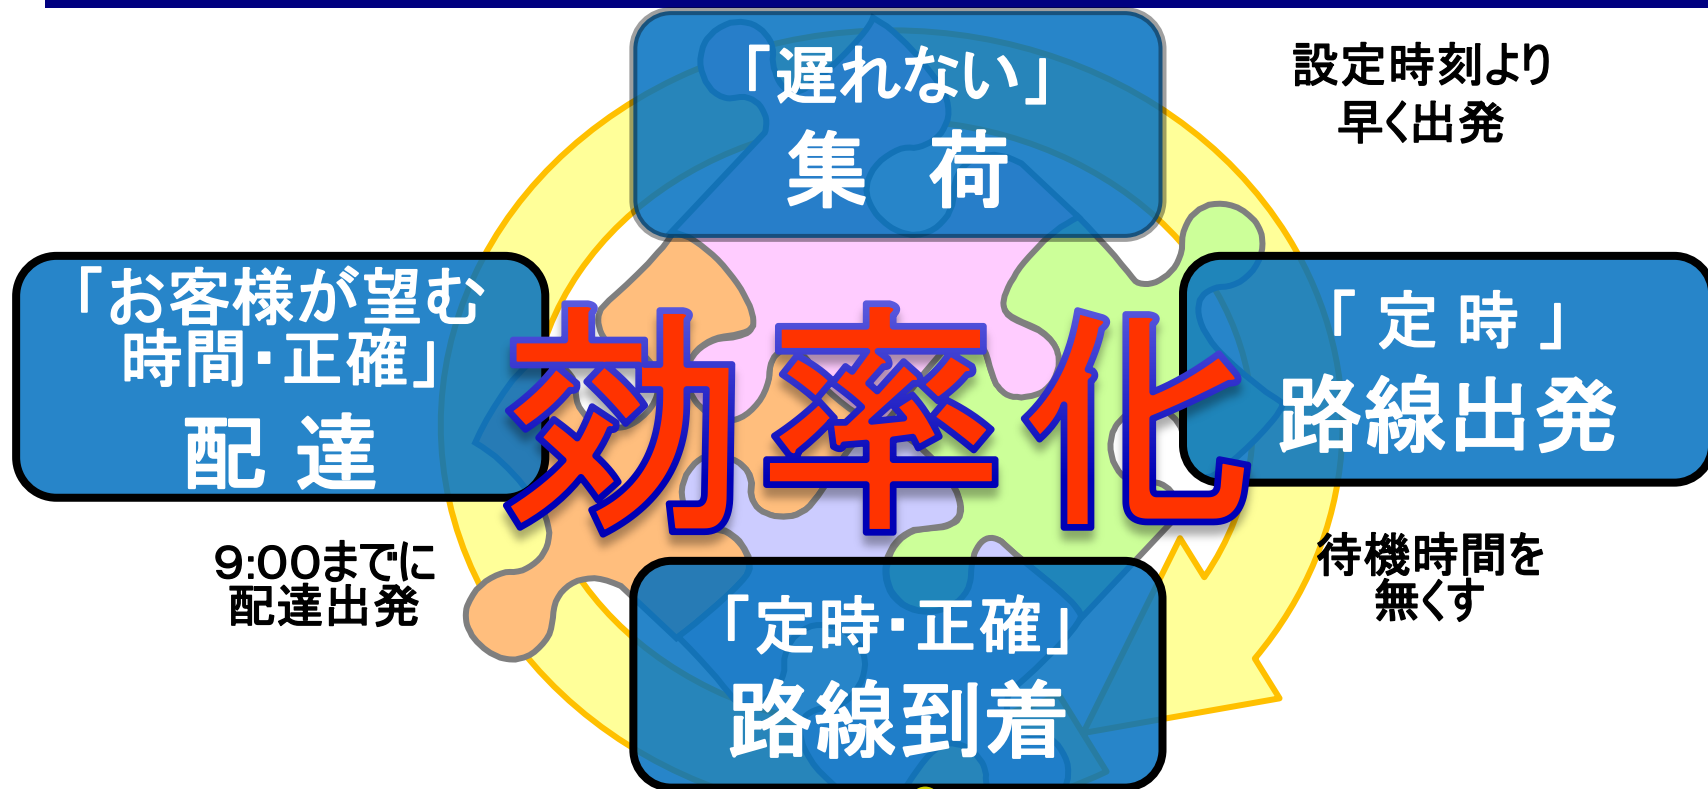 「遅れない」
集 荷
設定時刻より
早く出発
「お客様が望む
時間・正確」
配 達
効率化
「 定 時 」
路線出発
9:00までに
配達出発
待機時間を
無くす
「定時・正確」
路線到着